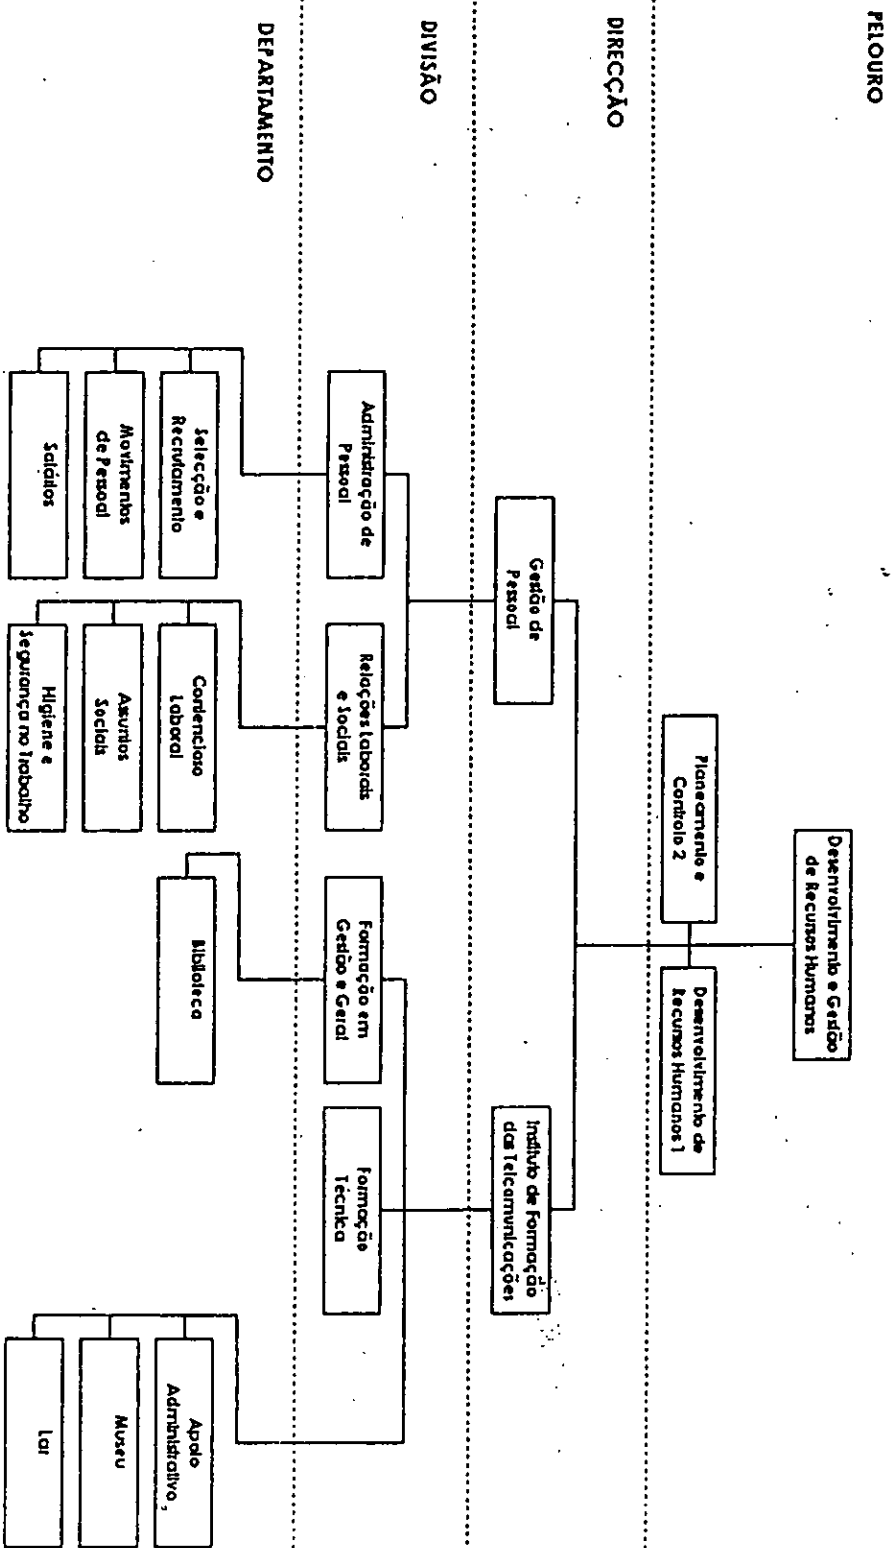 PELOURO
Desenvolvimento e Gestão
de Recursos Humanos
Planeamento e
Controlo 2
Desenvolvimento de
Recursos Humanos 1
DIRECÇÃO
Gestão de
Pessoal
Instituto de Formação
das Telcomunicações
DIVISÃO
Administração de
Pessoal
Relações Laborais
e Sociais
Formação em
Gestão e Geral
Formação
Técnica
DEPARTAMENTO
Selecção e
Recrutamento
Movimentos
de Pessoal
Salários
Contencioso
Laboral
Assuntos
Sociais
Higiene e
Segurança no Trabalho
Biblioteca
Apoio
Administrativo,
Museu
Lar